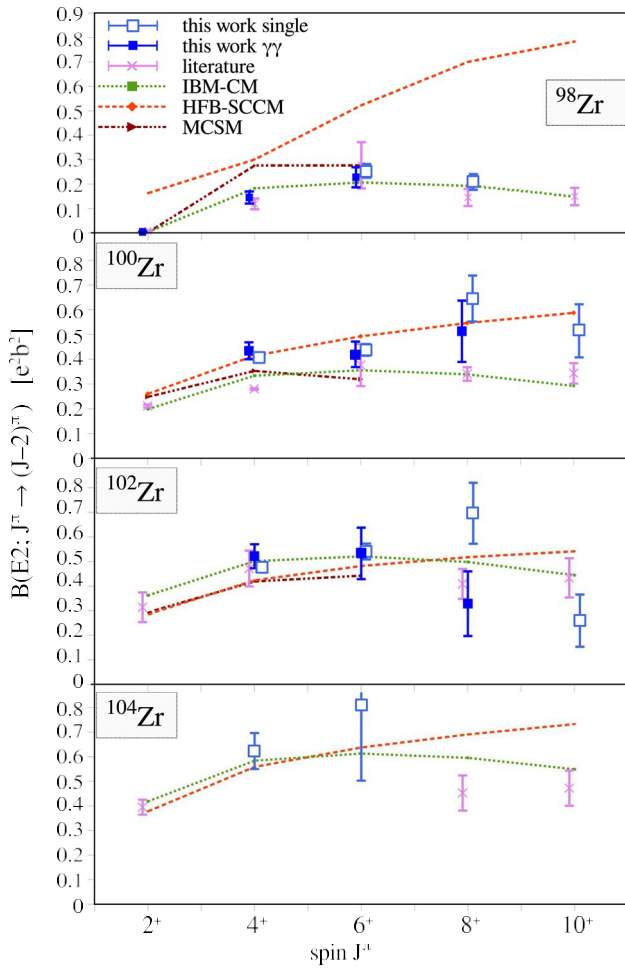 this work single
this work γγ
literature
IBM-CM
HFB-SCCM
MCSM
⁹⁸Zr
0.9
0.8
0.7
0.6
0.5
0.4
0.3
0.2
0.1
0
¹⁰⁰Zr
0.8
0.7
0.6
0.5
0.4
0.3
0.2
0.1
0
¹⁰²Zr
0.8
0.7
0.6
0.5
0.4
0.3
0.2
0.1
0
¹⁰⁴Zr
0.8
0.7
0.6
0.5
0.4
0.3
0.2
0.1
0
B(E2; Jπ → (J−2)π) [e²b²]
2⁺ 4⁺ 6⁺ 8⁺ 10⁺
spin Jπ